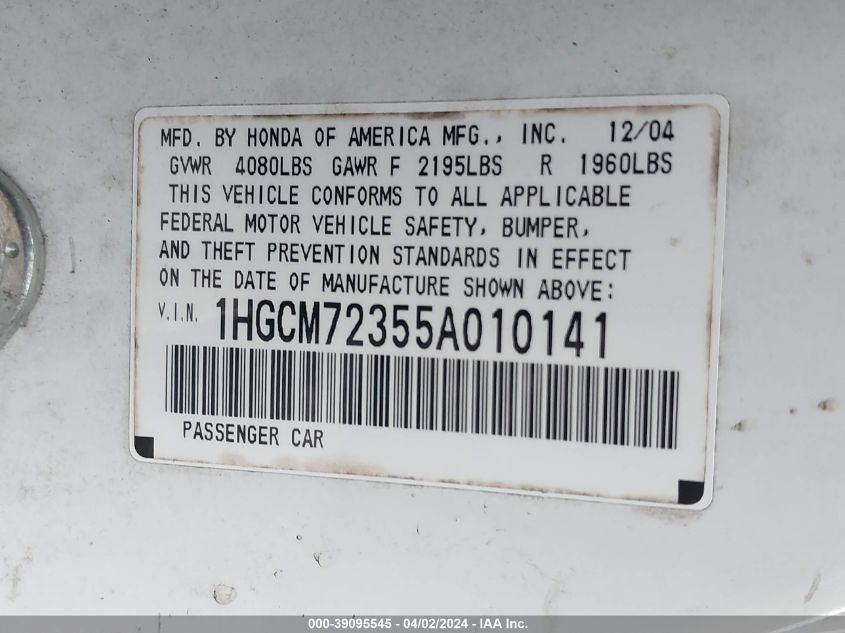 MFD. BY HONDA OF AMERICA MFG., INC. 12/04
GVWR 4080LBS GAWR F 2195LBS R 1960LBS
THIS VEHICLE CONFORMS TO ALL APPLICABLE
FEDERAL MOTOR VEHICLE SAFETY, BUMPER,
AND THEFT PREVENTION STANDARDS IN EFFECT
ON THE DATE OF MANUFACTURE SHOWN ABOVE:
V.I.N. 1HGCM72355A010141
PASSENGER CAR
000-39095545 - 04/02/2024 - IAA Inc.